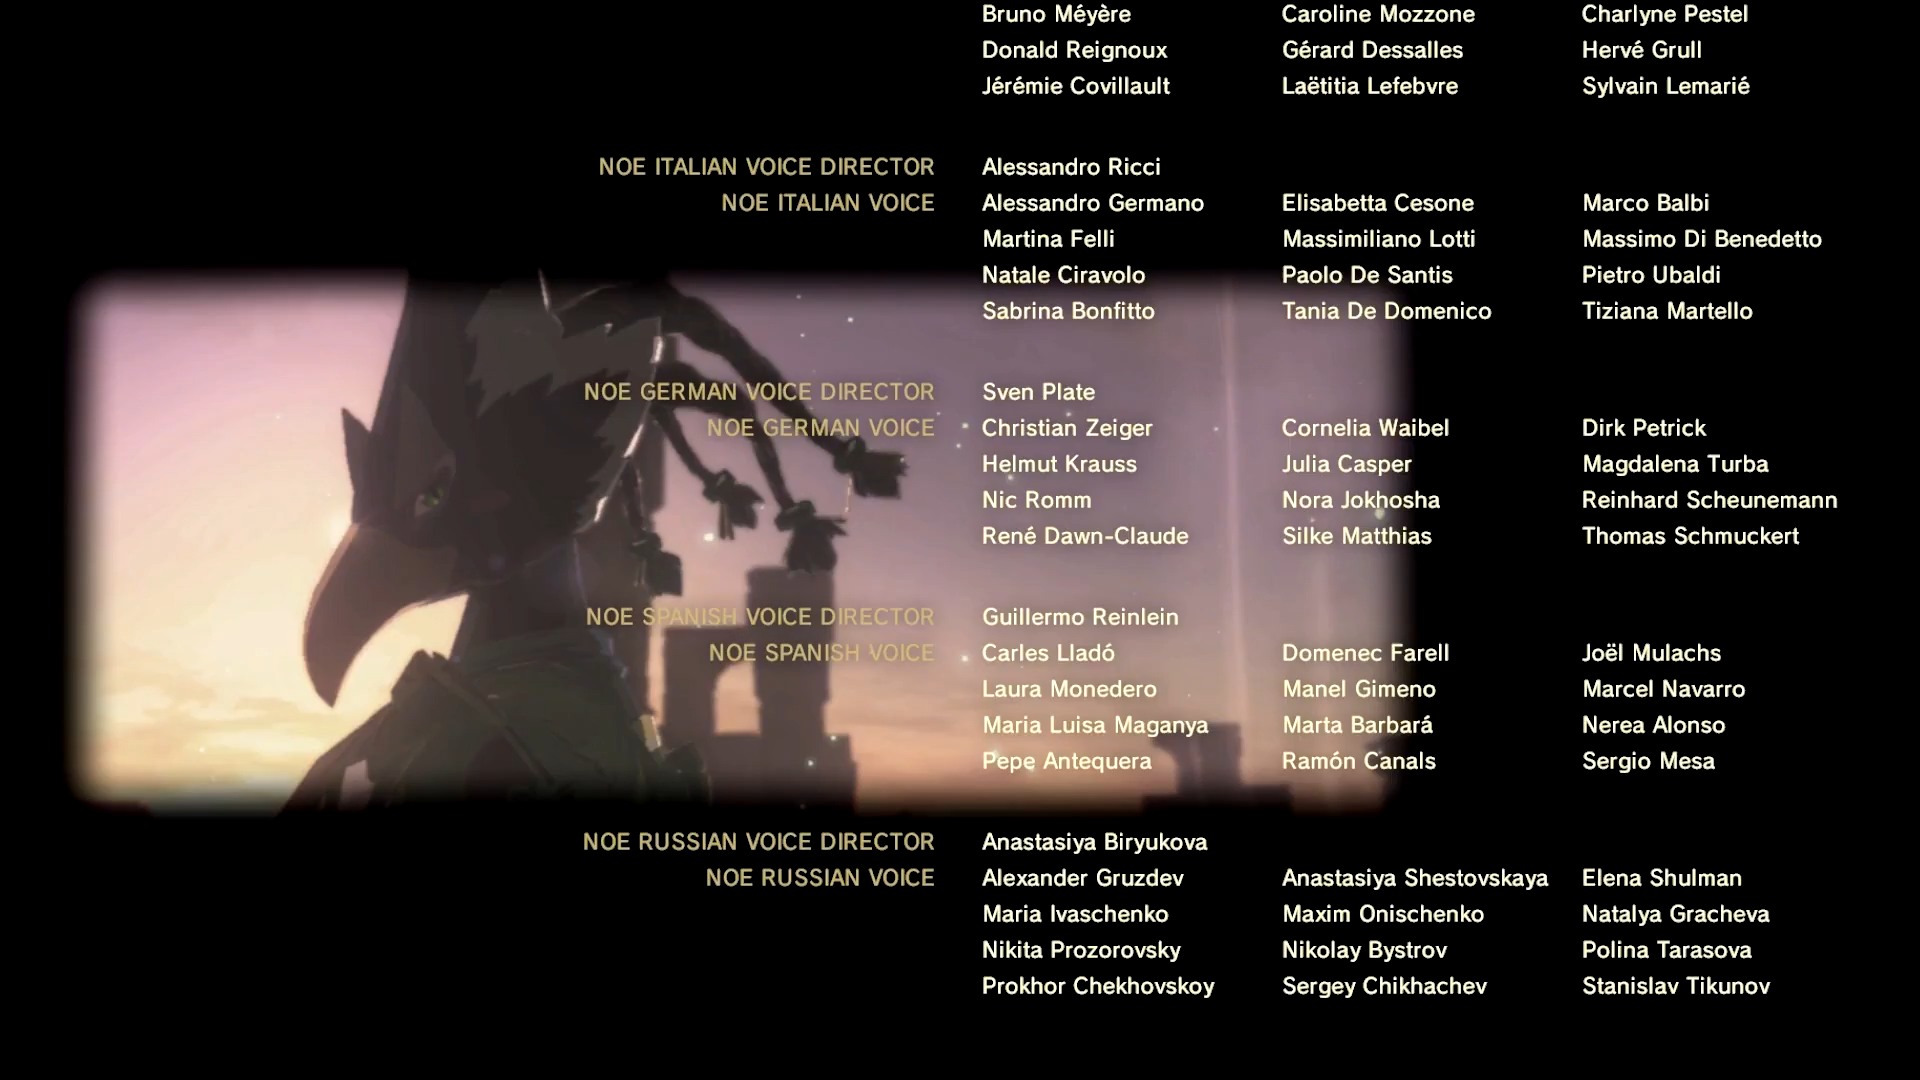 Bruno Méyère Caroline Mozzone Charlyne Pestel
Donald Reignoux Gérard Dessalles Hervé Grull
Jérémie Covillault Laëtitia Lefebvre Sylvain Lemarié
NOE ITALIAN VOICE DIRECTOR Alessandro Ricci
NOE ITALIAN VOICE Alessandro Germano Elisabetta Cesone Marco Balbi
Martina Felli Massimiliano Lotti Massimo Di Benedetto
Natale Ciravolo Paolo De Santis Pietro Ubaldi
Sabrina Bonfitto Tania De Domenico Tiziana Martello
NOE GERMAN VOICE DIRECTOR Sven Plate
NOE GERMAN VOICE Christian Zeiger Cornelia Waibel Dirk Petrick
Helmut Krauss Julia Casper Magdalena Turba
Nic Romm Nora Jokhosha Reinhard Scheunemann
René Dawn-Claude Silke Matthias Thomas Schmuckert
NOE SPANISH VOICE DIRECTOR Guillermo Reinlein
NOE SPANISH VOICE Carles Lladó Domenec Farell Joël Mulachs
Laura Monedero Manel Gimeno Marcel Navarro
Maria Luisa Maganya Marta Barbará Nerea Alonso
Pepe Antequera Ramón Canals Sergio Mesa
NOE RUSSIAN VOICE DIRECTOR Anastasiya Biryukova
NOE RUSSIAN VOICE Alexander Gruzdev Anastasiya Shestovskaya Elena Shulman
Maria Ivaschenko Maxim Onischenko Natalya Gracheva
Nikita Prozorovsky Nikolay Bystrov Polina Tarasova
Prokhor Chekhovskoy Sergey Chikhachev Stanislav Tikunov